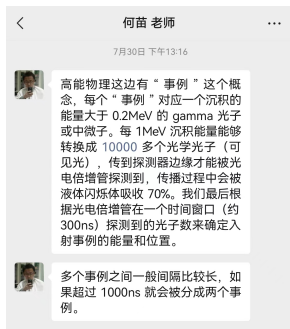 何苗 老师
7月30日 下午13:16
高能物理这边有“事例”这个概
念，每个“事例”对应一个沉积的
能量大于 0.2MeV 的 gamma 光子
或中微子。每 1MeV 沉积能量能够
转换成 10000 多个光学光子（可
见光），传到探测器边缘才能被光
电倍增管探测到，传播过程中会被
液体闪烁体吸收 70%。我们最后根
据光电倍增管在一个时间窗口（约
300ns）探测到的光子数来确定入
射事例的能量和位置。
多个事例之间一般间隔比较长，如
果超过 1000ns 就会被分成两个事
例。